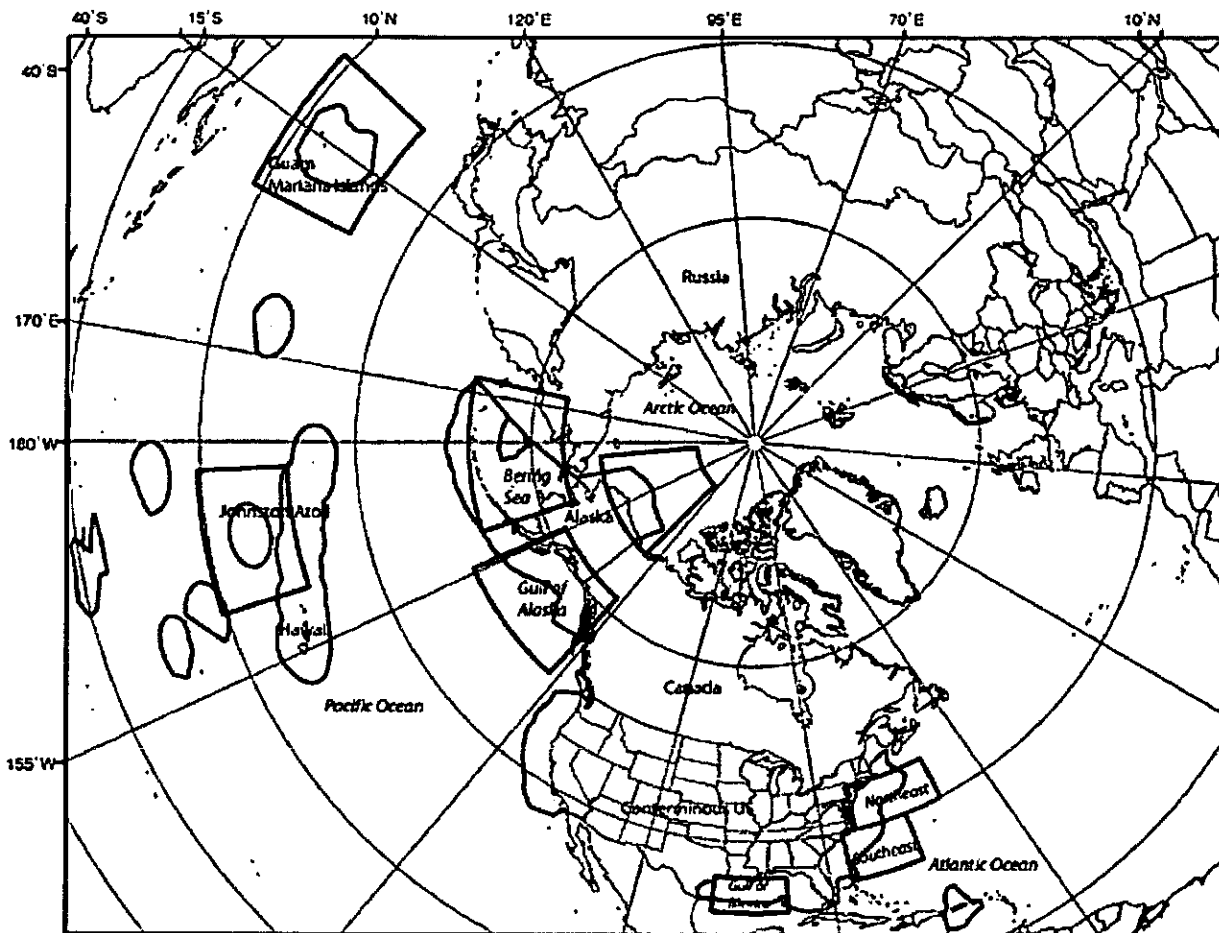 40°S 15°S 10°N 120°E 95°E 70°E 10°N
40°S
Guam
Mariana Islands
Russia
170°E
Arctic Ocean
180°W
Bering
Sea
Alaska
Johnston Atoll
Gulf of
Alaska
Hawaii
Canada
Pacific Ocean
155°W
Northeast
Conterminous US
Southeast
Atlantic Ocean
Gulf of
Mexico